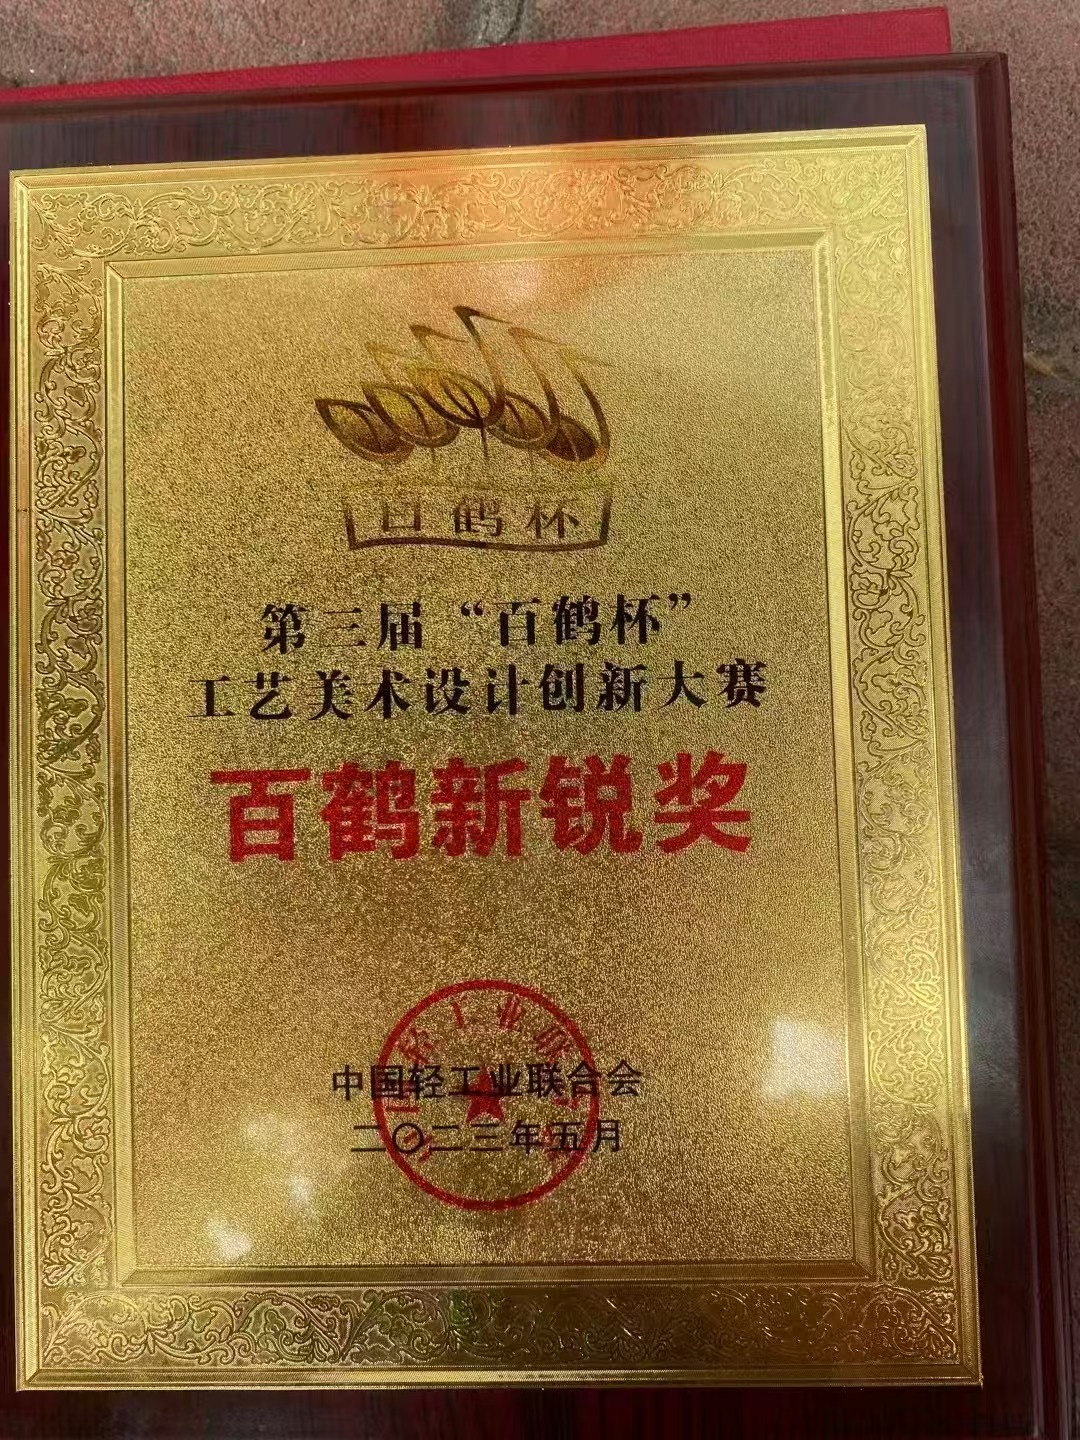 百鹤杯
第三届“百鹤杯”
工艺美术设计创新大赛
百鹤新锐奖
中国轻工业联合会
二〇二三年五月